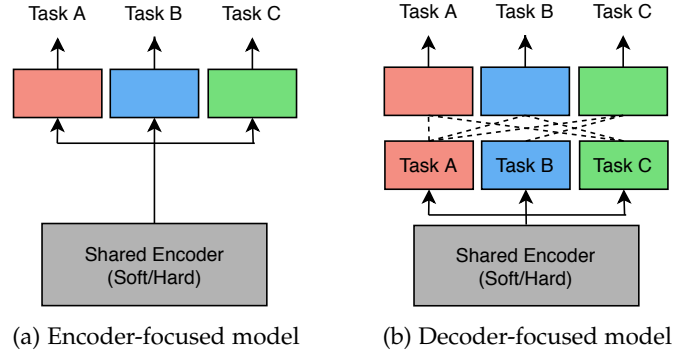 Task A Task B Task C
Shared Encoder
(Soft/Hard)
(a) Encoder-focused model
Task A Task B Task C
Task A Task B Task C
Shared Encoder
(Soft/Hard)
(b) Decoder-focused model